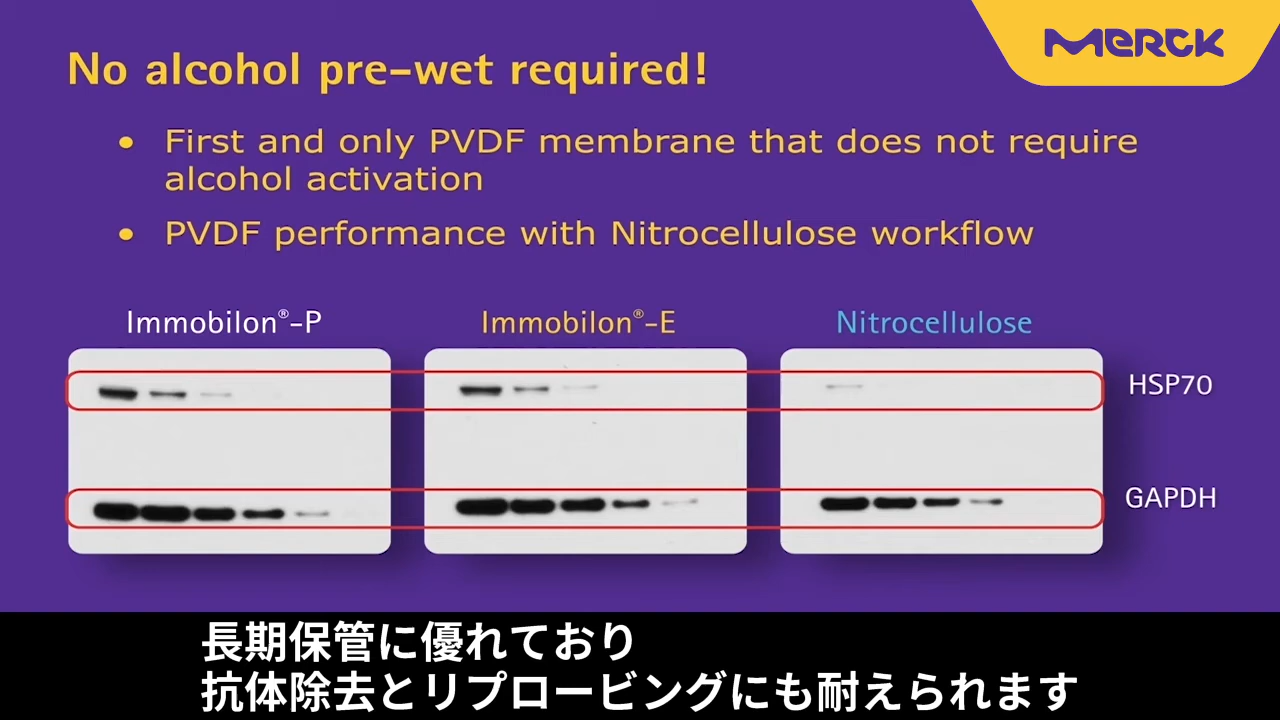 MERCK
No alcohol pre-wet required!
• First and only PVDF membrane that does not require
alcohol activation
• PVDF performance with Nitrocellulose workflow
Immobilon®-P
Immobilon®-E
Nitrocellulose
HSP70
GAPDH
長期保管に優れており
抗体除去とリプロービングにも耐えられます